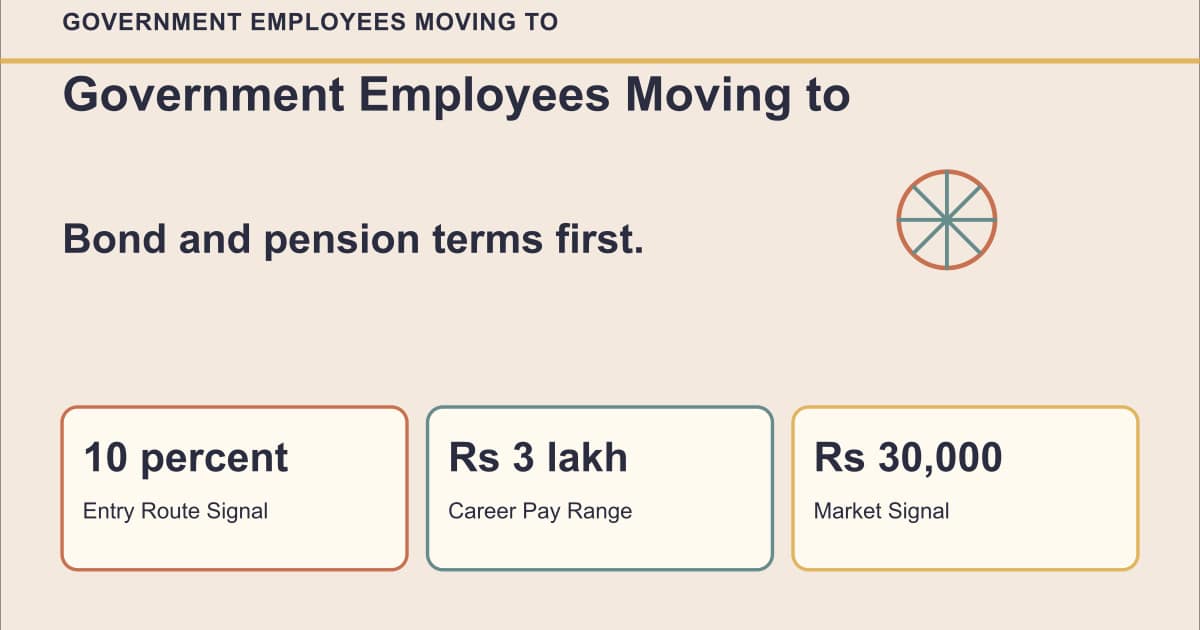 GOVERNMENT EMPLOYEES MOVING TO
Government Employees Moving to
Bond and pension terms first.
10 percent
Entry Route Signal
Rs 3 lakh
Career Pay Range
Rs 30,000
Market Signal